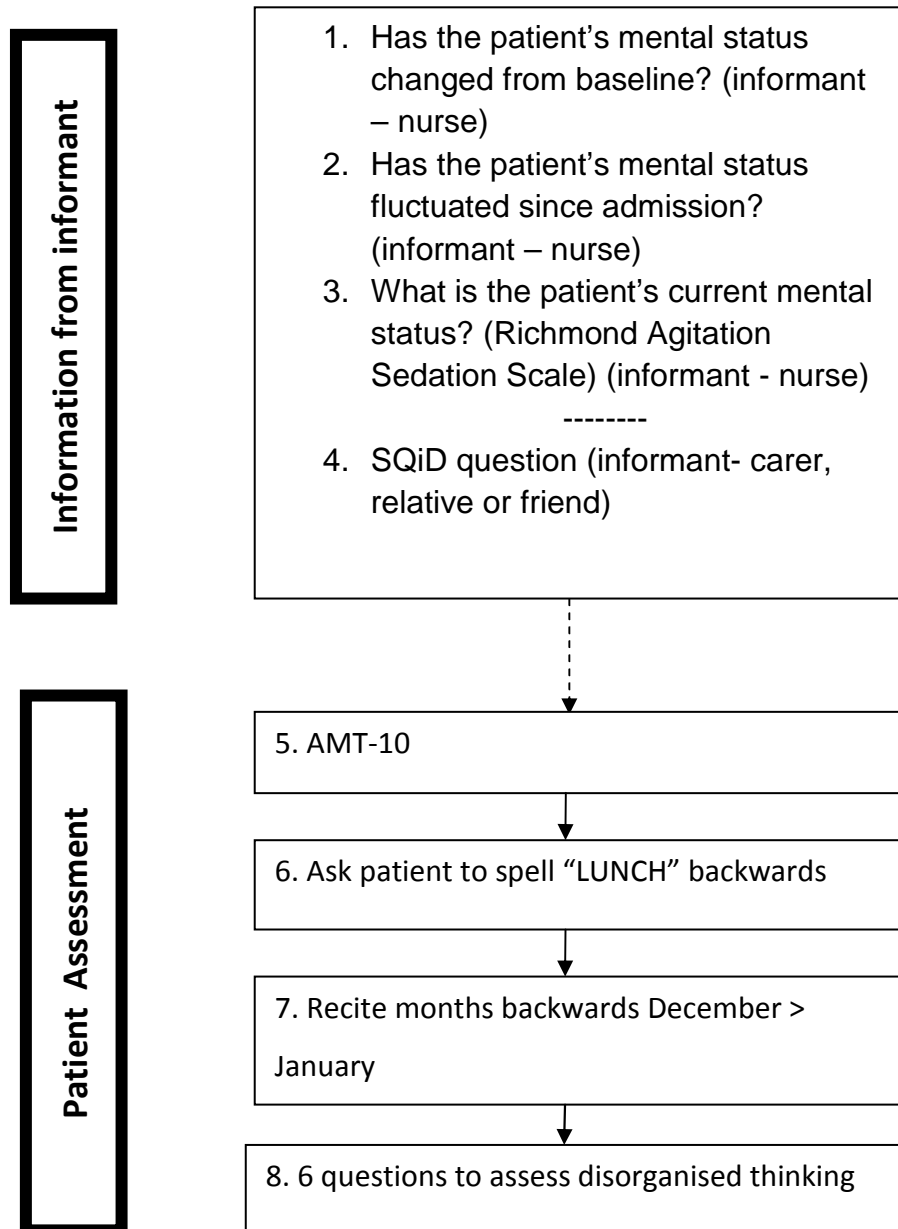 Information from informant
1. Has the patient’s mental status
changed from baseline? (informant
– nurse)
2. Has the patient’s mental status
fluctuated since admission?
(informant – nurse)
3. What is the patient’s current mental
status? (Richmond Agitation
Sedation Scale) (informant - nurse)
--------
4. SQiD question (informant- carer,
relative or friend)
Patient Assessment
5. AMT-10
6. Ask patient to spell “LUNCH” backwards
7. Recite months backwards December >
January
8. 6 questions to assess disorganised thinking